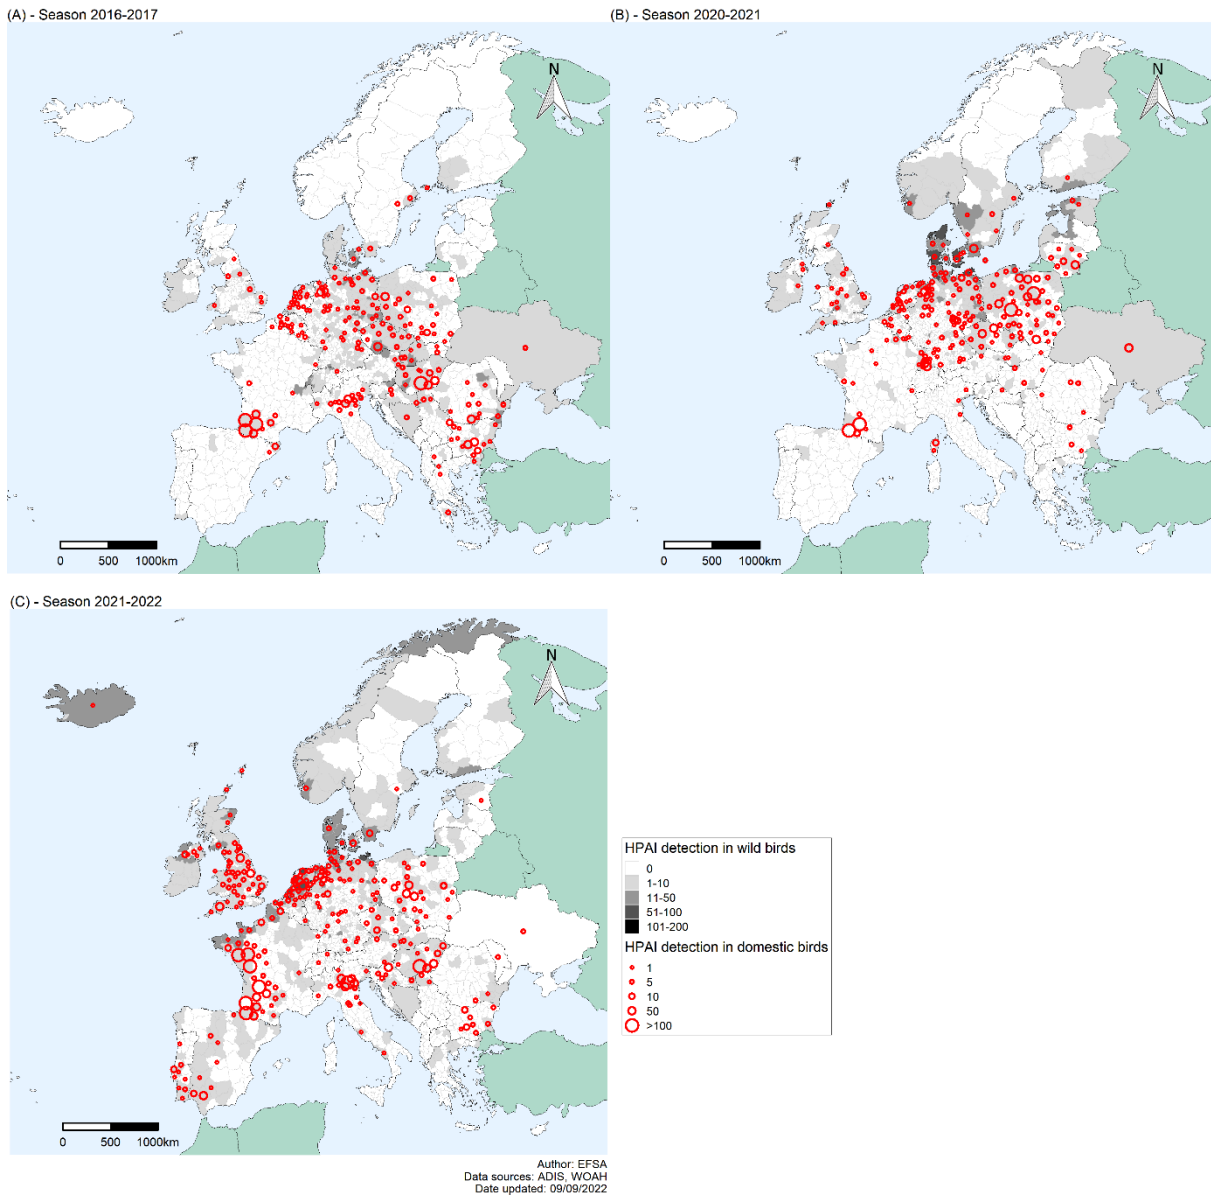 (A) - Season 2016-2017
N
0 500 1000km
(B) - Season 2020-2021
N
0 500 1000km
(C) - Season 2021-2022
N
0 500 1000km
HPAI detection in wild birds
0
1-10
11-50
51-100
101-200
HPAI detection in domestic birds
1
5
10
50
>100
Author: EFSA
Data sources: ADIS, WOAH
Date updated: 09/09/2022